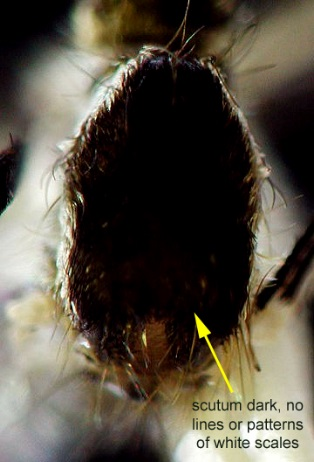 scutum dark, no
lines or patterns
of white scales